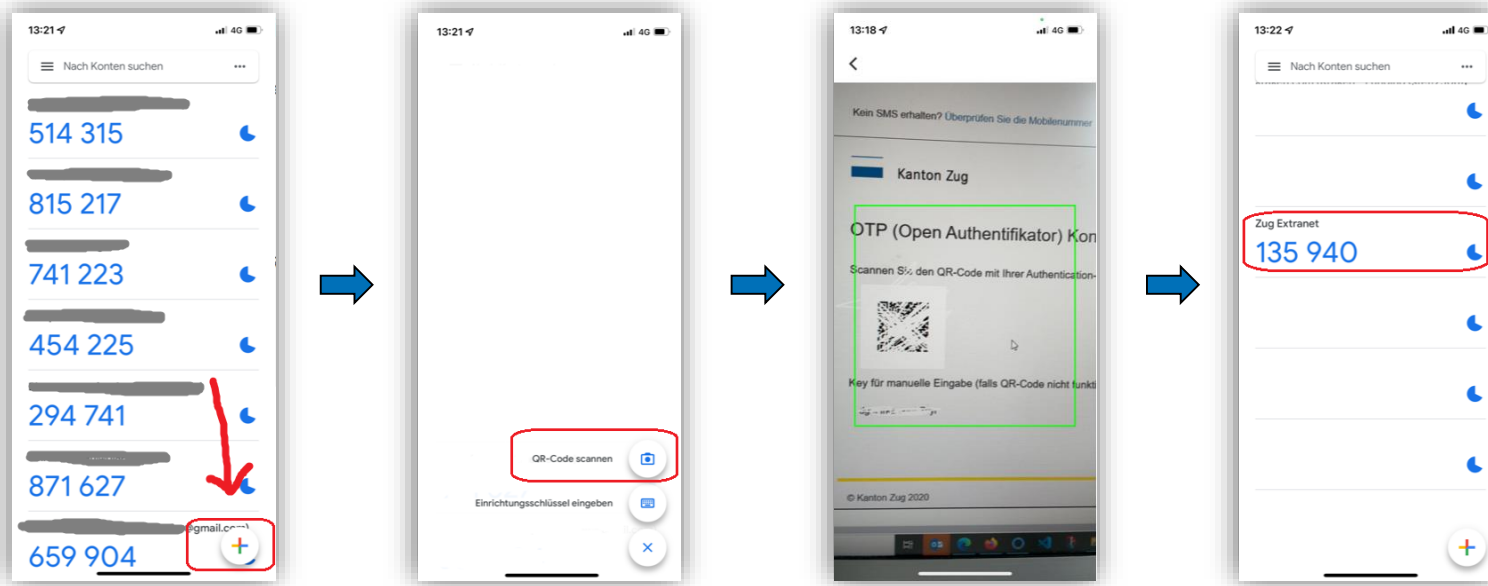 13:21
4G
Nach Konten suchen
514 315
815 217
741 223
454 225
294 741
871 627
@gmail.com)
659 904
13:21
4G
QR-Code scannen
Einrichtungsschlüssel eingeben
13:18
4G
Kein SMS erhalten? Überprüfen Sie die Mobilenummer
Kanton Zug
OTP (Open Authentifikator) Kon
Scannen Sie den QR-Code mit Ihrer Authentication-
Key für manuelle Eingabe (falls QR-Code nicht funkti
© Kanton Zug 2020
13:22
4G
Nach Konten suchen
Zug Extranet
135 940